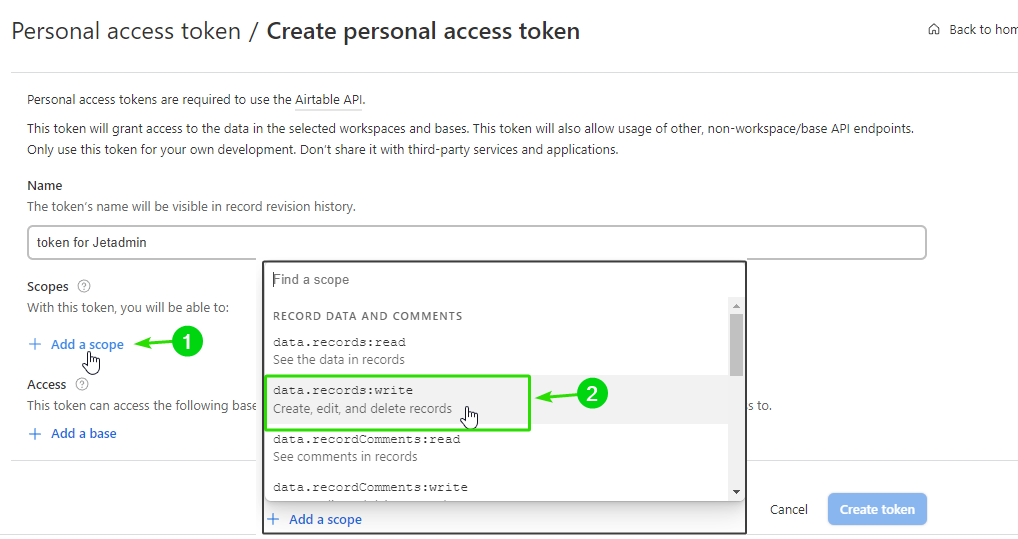 Personal access token / Create personal access token
Back to hom
Personal access tokens are required to use the Airtable API.
This token will grant access to the data in the selected workspaces and bases. This token will also allow usage of other, non-workspace/base API endpoints.
Only use this token for your own development. Don't share it with third-party services and applications.
Name
The token's name will be visible in record revision history.
token for Jetadmin
Scopes ?
With this token, you will be able to:
+ Add a scope
1
Access ?
This token can access the following base
s to.
+ Add a base
Find a scope
RECORD DATA AND COMMENTS
data.records:read
See the data in records
data.records:write
Create, edit, and delete records
2
data.recordComments:read
See comments in records
data.recordComments:write
+ Add a scope
Cancel
Create token